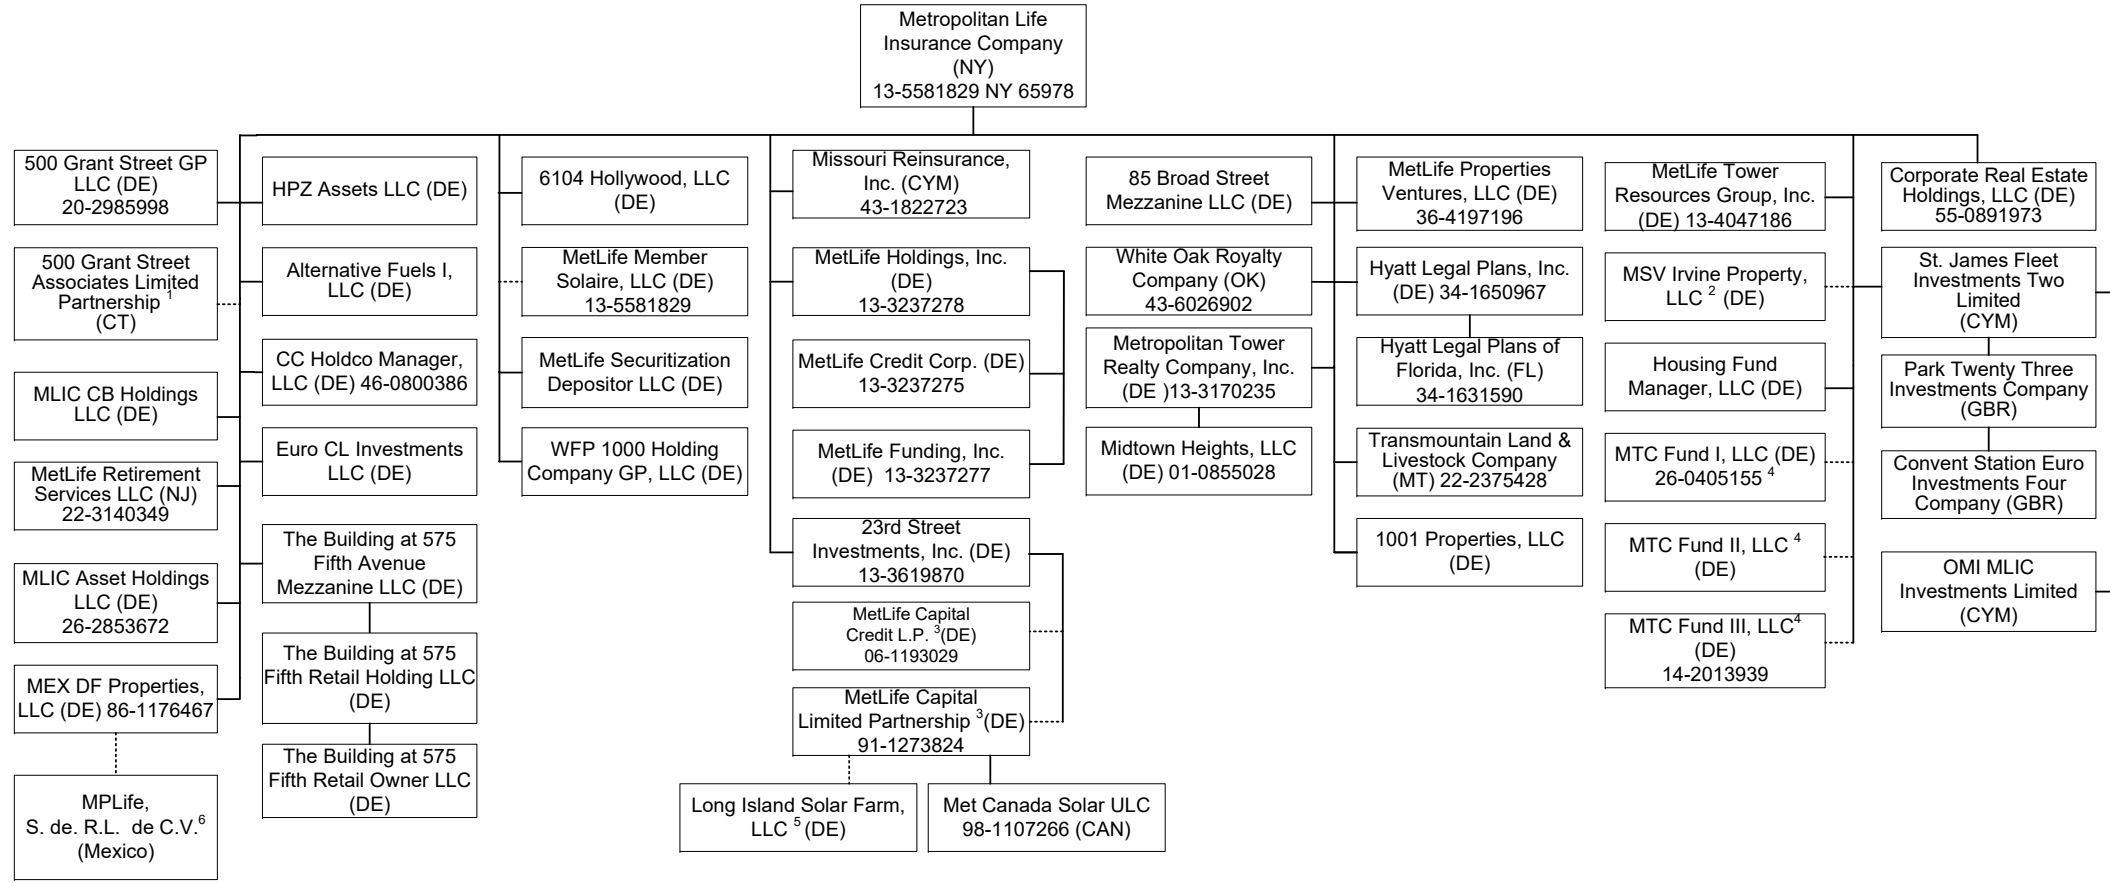 Metropolitan Life
Insurance Company
(NY)
13-5581829 NY 65978
500 Grant Street GP
LLC (DE)
20-2985998
500 Grant Street
Associates Limited
Partnership 1
(CT)
MLIC CB Holdings
LLC (DE)
MetLife Retirement
Services LLC (NJ)
22-3140349
MLIC Asset Holdings
LLC (DE)
26-2853672
MEX DF Properties,
LLC (DE) 86-1176467
MPLife,
S. de. R.L. de C.V.6
(Mexico)
HPZ Assets LLC (DE)
Alternative Fuels I,
LLC (DE)
CC Holdco Manager,
LLC (DE) 46-0800386
Euro CL Investments
LLC (DE)
The Building at 575
Fifth Avenue
Mezzanine LLC (DE)
The Building at 575
Fifth Retail Holding LLC
(DE)
The Building at 575
Fifth Retail Owner LLC
(DE)
6104 Hollywood, LLC
(DE)
MetLife Member
Solaire, LLC (DE)
13-5581829
MetLife Securitization
Depositor LLC (DE)
WFP 1000 Holding
Company GP, LLC (DE)
Missouri Reinsurance,
Inc. (CYM)
43-1822723
MetLife Holdings, Inc.
(DE)
13-3237278
MetLife Credit Corp. (DE)
13-3237275
MetLife Funding, Inc.
(DE) 13-3237277
23rd Street
Investments, Inc. (DE)
13-3619870
MetLife Capital
Credit L.P. 3(DE)
06-1193029
MetLife Capital
Limited Partnership 3(DE)
91-1273824
Long Island Solar Farm,
LLC 5 (DE)
Met Canada Solar ULC
98-1107266 (CAN)
85 Broad Street
Mezzanine LLC (DE)
White Oak Royalty
Company (OK)
43-6026902
Metropolitan Tower
Realty Company, Inc.
(DE )13-3170235
Midtown Heights, LLC
(DE) 01-0855028
MetLife Properties
Ventures, LLC (DE)
36-4197196
Hyatt Legal Plans, Inc.
(DE) 34-1650967
Hyatt Legal Plans of
Florida, Inc. (FL)
34-1631590
Transmountain Land &
Livestock Company
(MT) 22-2375428
1001 Properties, LLC
(DE)
MetLife Tower
Resources Group, Inc.
(DE) 13-4047186
MSV Irvine Property,
LLC 2 (DE)
Housing Fund
Manager, LLC (DE)
MTC Fund I, LLC (DE)
26-0405155 4
MTC Fund II, LLC 4
(DE)
MTC Fund III, LLC4
(DE)
14-2013939
Corporate Real Estate
Holdings, LLC (DE)
55-0891973
St. James Fleet
Investments Two
Limited
(CYM)
Park Twenty Three
Investments Company
(GBR)
Convent Station Euro
Investments Four
Company (GBR)
OMI MLIC
Investments Limited
(CYM)